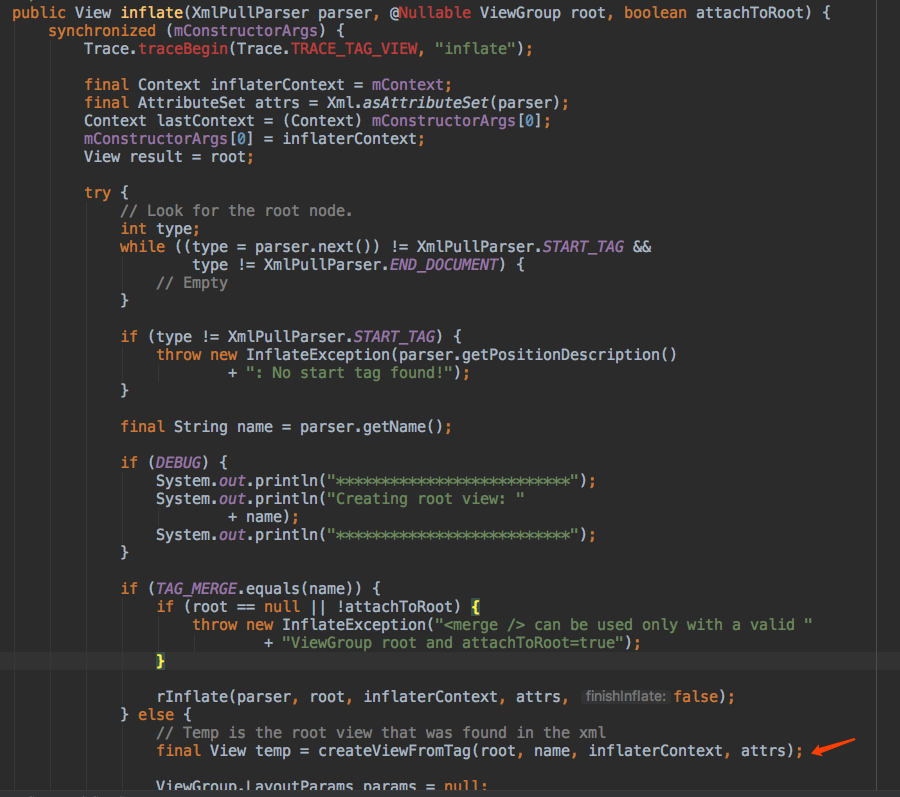 public View inflate(XmlPullParser parser, @Nullable ViewGroup root, boolean attachToRoot) {
synchronized (mConstructorArgs) {
Trace.traceBegin(Trace.TRACE_TAG_VIEW, "inflate");
final Context inflaterContext = mContext;
final AttributeSet attrs = Xml.asAttributeSet(parser);
Context lastContext = (Context) mConstructorArgs[0];
mConstructorArgs[0] = inflaterContext;
View result = root;
try {
// Look for the root node.
int type;
while ((type = parser.next()) != XmlPullParser.START_TAG &&
type != XmlPullParser.END_DOCUMENT) {
// Empty
}
if (type != XmlPullParser.START_TAG) {
throw new InflateException(parser.getPositionDescription()
+ ": No start tag found!");
}
final String name = parser.getName();
if (DEBUG) {
System.out.println("**************************");
System.out.println("Creating root view: "
+ name);
System.out.println("**************************");
}
if (TAG_MERGE.equals(name)) {
if (root == null || !attachToRoot) {
throw new InflateException("<merge /> can be used only with a valid "
+ "ViewGroup root and attachToRoot=true");
}
rInflate(parser, root, inflaterContext, attrs, finishInflate: false);
} else {
// Temp is the root view that was found in the xml
final View temp = createViewFromTag(root, name, inflaterContext, attrs);
ViewGroup.LayoutParams params = null;